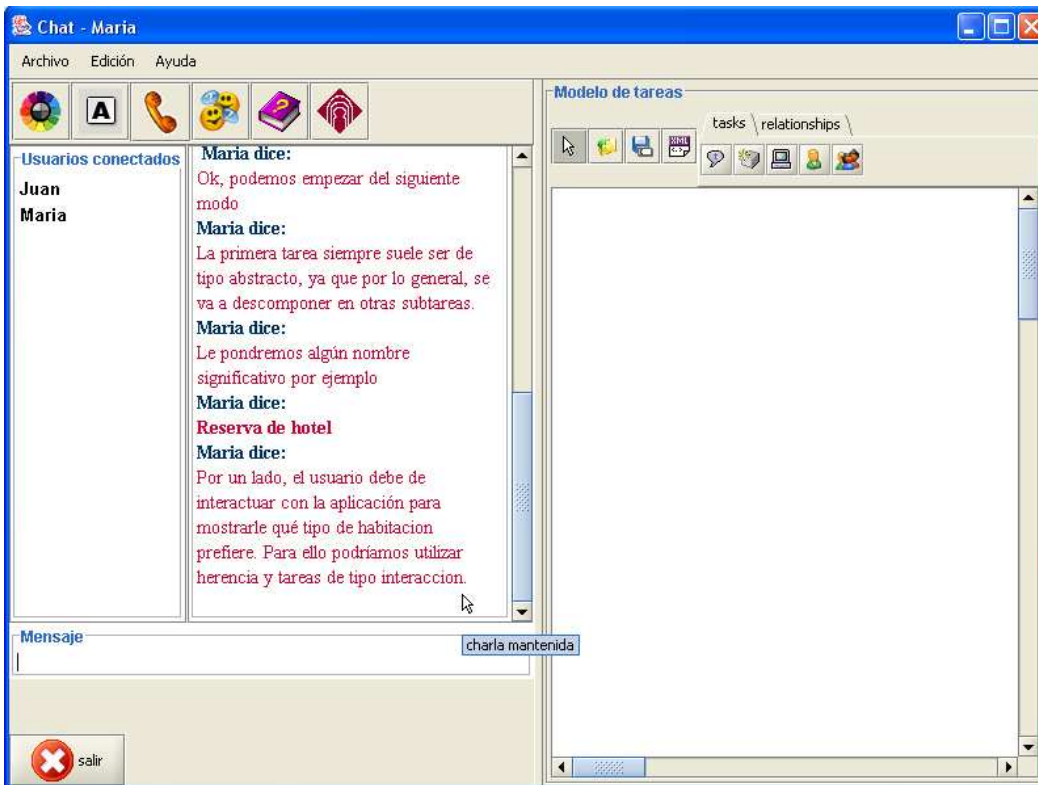 Chat - Maria
Archivo Edición Ayuda
A
Usuarios conectados
Juan
Maria
Maria dice:
Ok, podemos empezar del siguiente
modo
Maria dice:
La primera tarea siempre suele ser de
tipo abstracto, ya que por lo general, se
va a descomponer en otras subtareas.
Maria dice:
Le pondremos algún nombre
significativo por ejemplo
Maria dice:
Reserva de hotel
Maria dice:
Por un lado, el usuario debe de
interactuar con la aplicación para
mostrarle qué tipo de habitacion
prefiere. Para ello podríamos utilizar
herencia y tareas de tipo interaccion.
Mensaje
charla mantenida
salir
Modelo de tareas
tasks relationships
XML